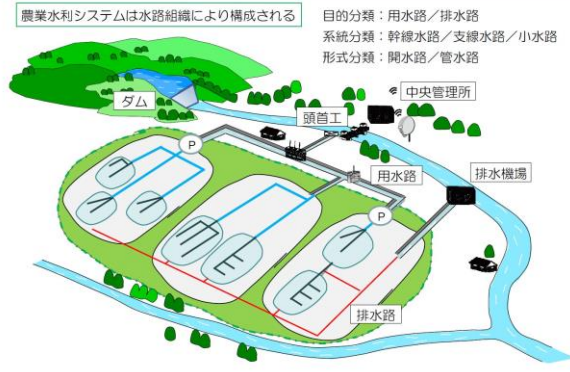 農業水利システムは水路組織により構成される
目的分類：用水路／排水路
系統分類：幹線水路／支線水路／小水路
形式分類：開水路／管水路
中央管理所
ダム
頭首工
P
用水路
排水機場
P
排水路